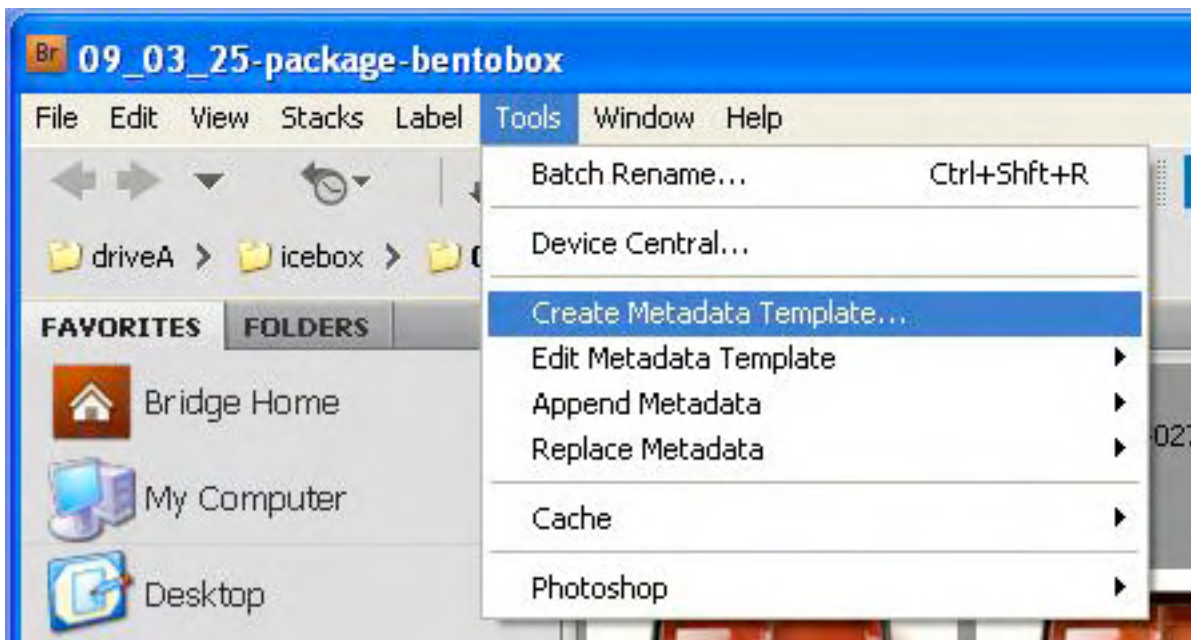 Br 09_03_25-package-bentobox
File Edit View Stacks Label Tools Window Help
Batch Rename... Ctrl+Shft+R
Device Central...
driveA > icebox >
Create Metadata Template...
FAVORITES FOLDERS
Edit Metadata Template
Bridge Home
Append Metadata
Replace Metadata
027
My Computer
Cache
Desktop
Photoshop